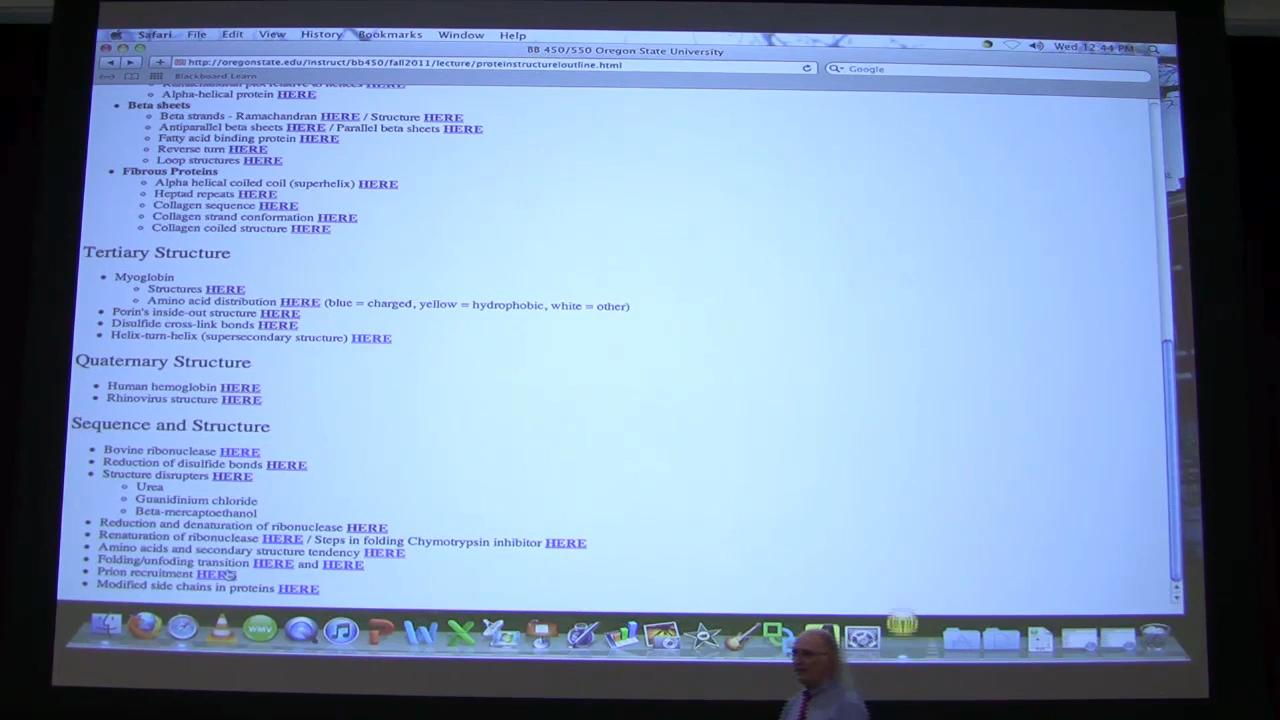 Safari File Edit View History Bookmarks Window Help Wed 12:44 PM
BB 450/550 Oregon State University
http://oregonstate.edu/instruct/bb450/fall2011/lecture/proteinstructureIoutline.html Google
Blackboard Learn
Alpha-helical protein HERE
Beta sheets
Beta strands - Ramachandran HERE / Structure HERE
Antiparallel beta sheets HERE / Parallel beta sheets HERE
Fatty acid binding protein HERE
Reverse turn HERE
Loop structures HERE
Fibrous Proteins
Alpha helical coiled coil (superhelix) HERE
Heptad repeats HERE
Collagen sequence HERE
Collagen strand conformation HERE
Collagen coiled structure HERE
Tertiary Structure
Myoglobin
Structures HERE
Amino acid distribution HERE (blue = charged, yellow = hydrophobic, white = other)
Porin's inside-out structure HERE
Disulfide cross-link bonds HERE
Helix-turn-helix (supersecondary structure) HERE
Quaternary Structure
Human hemoglobin HERE
Rhinovirus structure HERE
Sequence and Structure
Bovine ribonuclease HERE
Reduction of disulfide bonds HERE
Structure disrupters HERE
Urea
Guanidinium chloride
Beta-mercaptoethanol
Reduction and denaturation of ribonuclease HERE
Renaturation of ribonuclease HERE / Steps in folding Chymotrypsin inhibitor HERE
Amino acids and secondary structure tendency HERE
Folding/unfoding transition HERE and HERE
Prion recruitment HERE
Modified side chains in proteins HERE
WMV